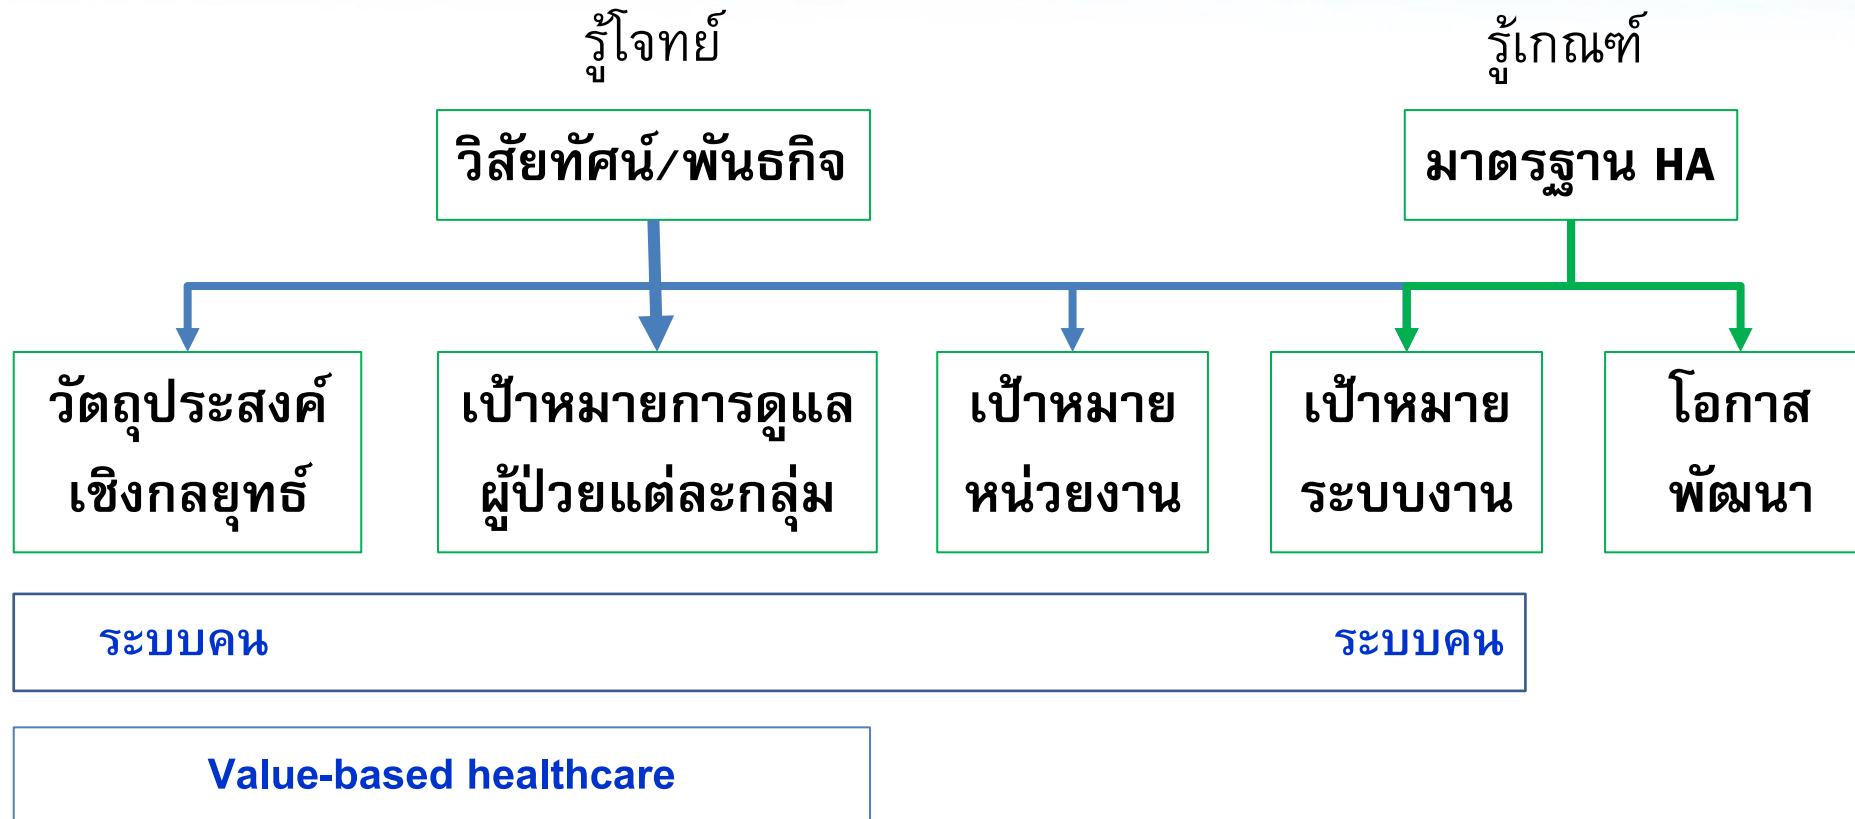 รู้โจทย์ รู้เกณฑ์
วิสัยทัศน์/พันธกิจ มาตรฐาน HA
วัตถุประสงค์
เชิงกลยุทธ์
เป้าหมายการดูแล
ผู้ป่วยแต่ละกลุ่ม
เป้าหมาย
หน่วยงาน
เป้าหมาย
ระบบงาน
โอกาส
พัฒนา
ระบบคน ระบบคน
Value-based healthcare